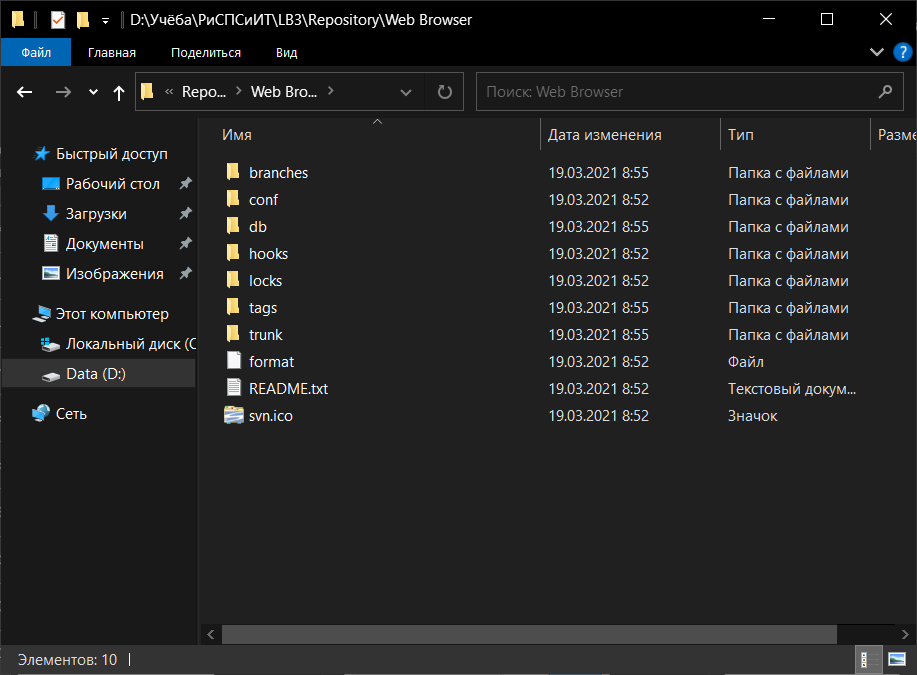 D:\Учёба\РиСПСиИТ\LB3\Repository\Web Browser
Файл Главная Поделиться Вид
« Repo... Web Bro... Поиск: Web Browser
Имя Дата изменения Тип Разме
Быстрый доступ
Рабочий стол
Загрузки
Документы
Изображения
Этот компьютер
Локальный диск (C
Data (D:)
Сеть
branches 19.03.2021 8:55 Папка с файлами
conf 19.03.2021 8:52 Папка с файлами
db 19.03.2021 8:55 Папка с файлами
hooks 19.03.2021 8:52 Папка с файлами
locks 19.03.2021 8:52 Папка с файлами
tags 19.03.2021 8:55 Папка с файлами
trunk 19.03.2021 8:55 Папка с файлами
format 19.03.2021 8:52 Файл
README.txt 19.03.2021 8:52 Текстовый докум...
svn.ico 19.03.2021 8:52 Значок
Элементов: 10